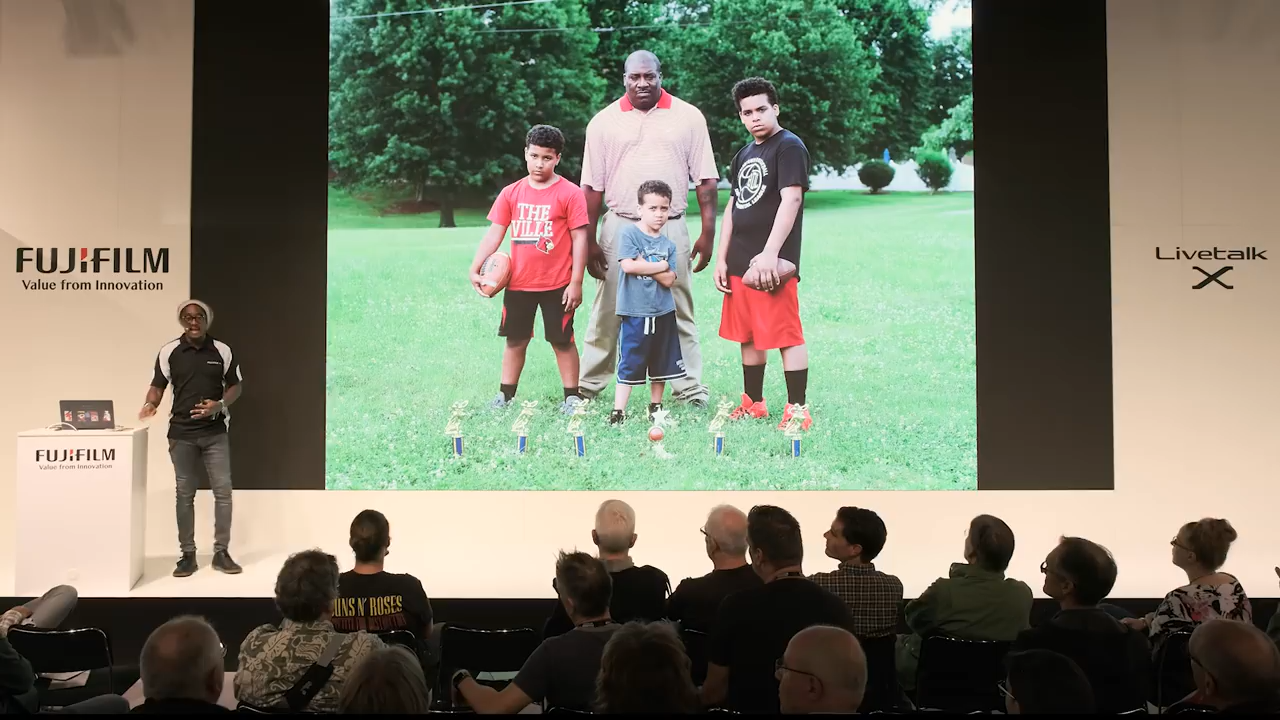 FUJIFILM
Value from Innovation
Livetalk
X
THE
VILLE
FUJIFILM
Value from Innovation
GUNS N' ROSES